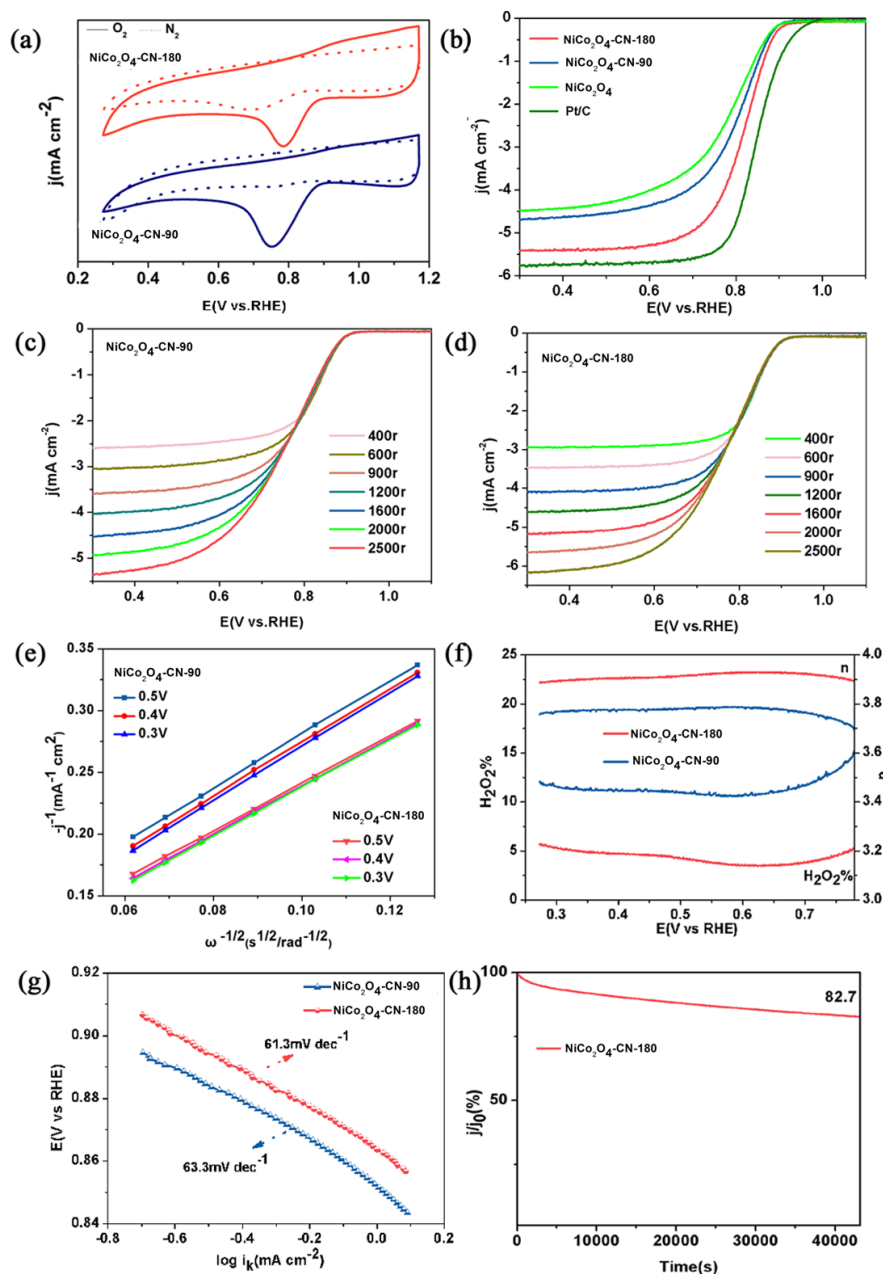 (a)
O2 N2
NiCo2O4-CN-180
NiCo2O4-CN-90
j(mA cm-2)
0.2 0.4 0.6 0.8 1.0 1.2
E(V vs.RHE)
(b)
NiCo2O4-CN-180
NiCo2O4-CN-90
NiCo2O4
Pt/C
0
-1
-2
-3
-4
-5
-6
j(mA cm-2)
0.4 0.6 0.8 1.0
E(V vs.RHE)
(c)
NiCo2O4-CN-90
0
-1
-2
-3
-4
-5
j(mA cm-2)
400r
600r
900r
1200r
1600r
2000r
2500r
0.4 0.6 0.8 1.0
E(V vs.RHE)
(d)
NiCo2O4-CN-180
0
-1
-2
-3
-4
-5
-6
j(mA cm-2)
400r
600r
900r
1200r
1600r
2000r
2500r
0.4 0.6 0.8 1.0
E(V vs.RHE)
(e)
NiCo2O4-CN-90
0.5V
0.4V
0.3V
NiCo2O4-CN-180
0.5V
0.4V
0.3V
0.35
0.30
0.25
0.20
0.15
-j-1(mA-1 cm2)
0.06 0.08 0.10 0.12
ω-1/2(s1/2/rad-1/2)
(f)
25
20
15
10
5
0
H2O2%
n
NiCo2O4-CN-180
NiCo2O4-CN-90
H2O2%
4.0
3.8
3.6
3.4
3.2
3.0
n
0.3 0.4 0.5 0.6 0.7
E(V vs RHE)
(g)
NiCo2O4-CN-90
NiCo2O4-CN-180
61.3mV dec-1
63.3mV dec-1
0.92
0.90
0.88
0.86
0.84
E(V vs RHE)
-0.8 -0.6 -0.4 -0.2 0.0 0.2
log ik(mA cm-2)
(h)
100
50
82.7
NiCo2O4-CN-180
j/j0(%)
0 10000 20000 30000 40000
Time(s)